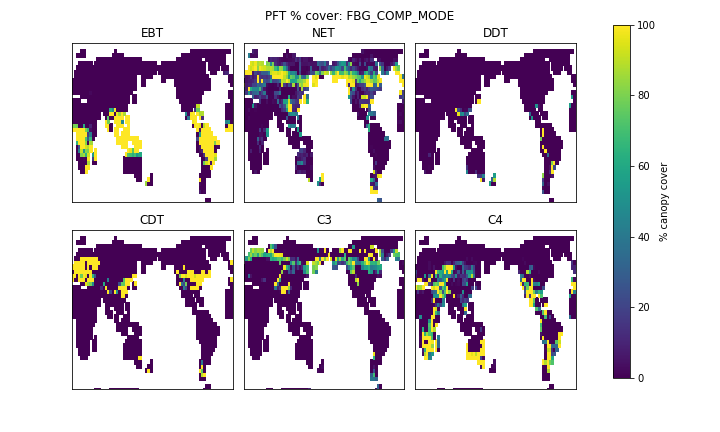 PFT % cover: FBG_COMP_MODE
EBT
NET
DDT
CDT
C3
C4
100
80
60
40
20
0
% canopy cover